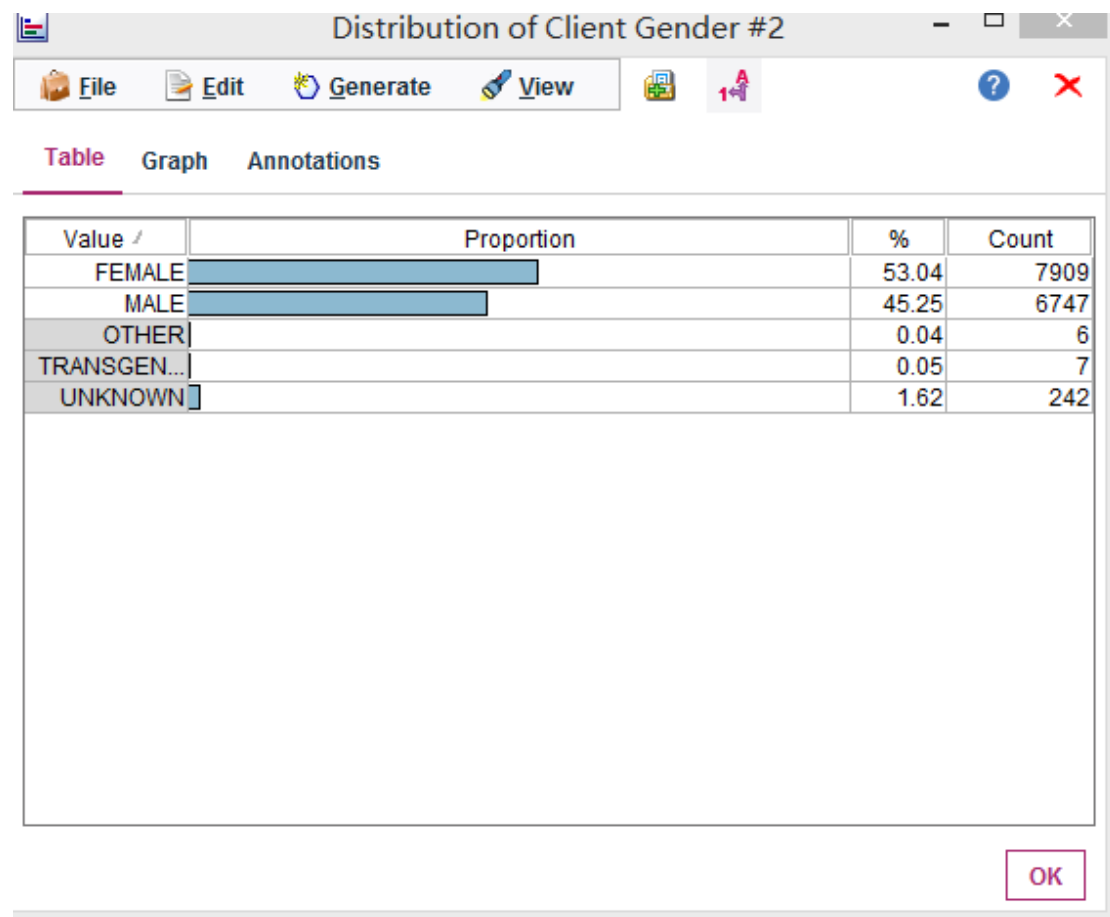 Distribution of Client Gender #2
File Edit Generate View
Table Graph Annotations
Value Proportion % Count
FEMALE 53.04 7909
MALE 45.25 6747
OTHER 0.04 6
TRANSGEN... 0.05 7
UNKNOWN 1.62 242
OK